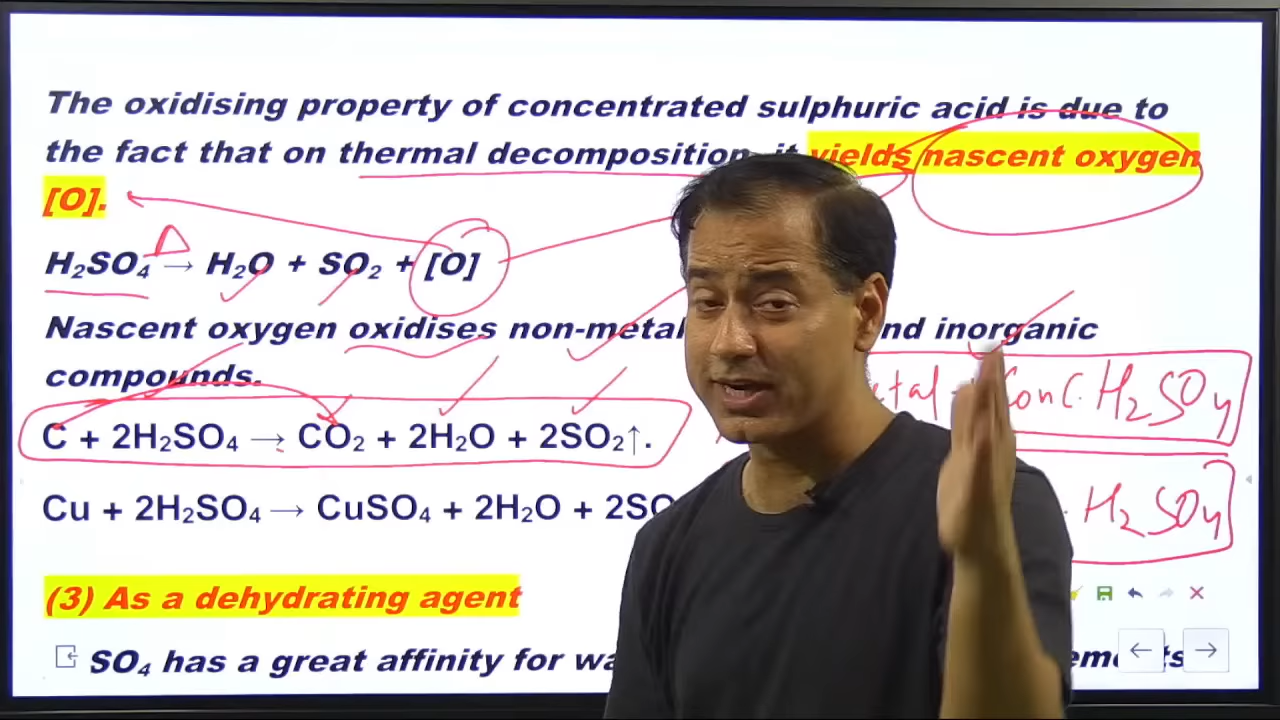 The oxidising property of concentrated sulphuric acid is due to
the fact that on thermal decomposition, it yields nascent oxygen
[O].
H₂SO₄ → H₂O + SO₂ + [O]
Δ
Nascent oxygen oxidises non-metal nd inorganic
compounds.
etal + Conc. H₂SO₄
C + 2H₂SO₄ → CO₂ + 2H₂O + 2SO₂↑.
Cu + 2H₂SO₄ → CuSO₄ + 2H₂O + 2SO
H₂SO₄
(3) As a dehydrating agent
SO₄ has a great affinity for wa